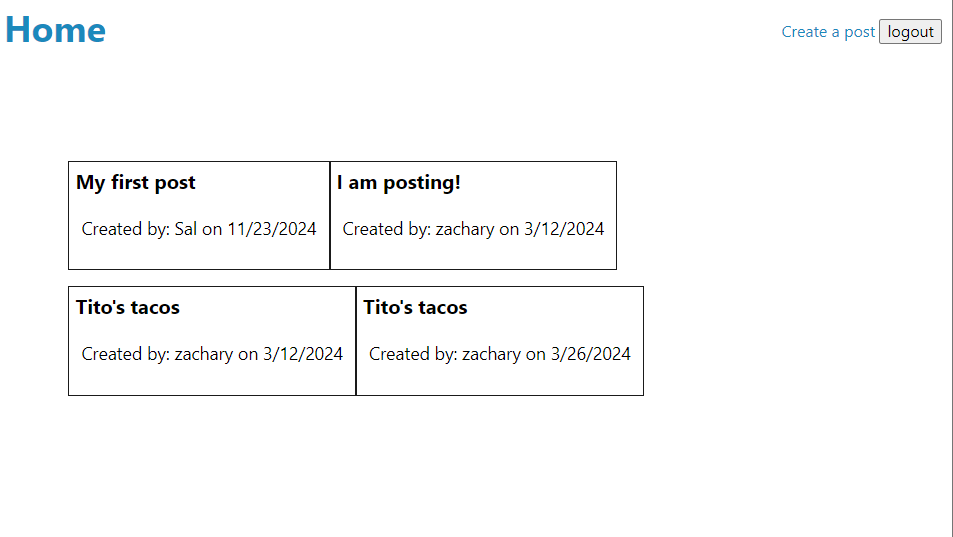 Home
Create a post logout
My first post
I am posting!
Created by: Sal on 11/23/2024
Created by: zachary on 3/12/2024
Tito's tacos
Tito's tacos
Created by: zachary on 3/12/2024
Created by: zachary on 3/26/2024